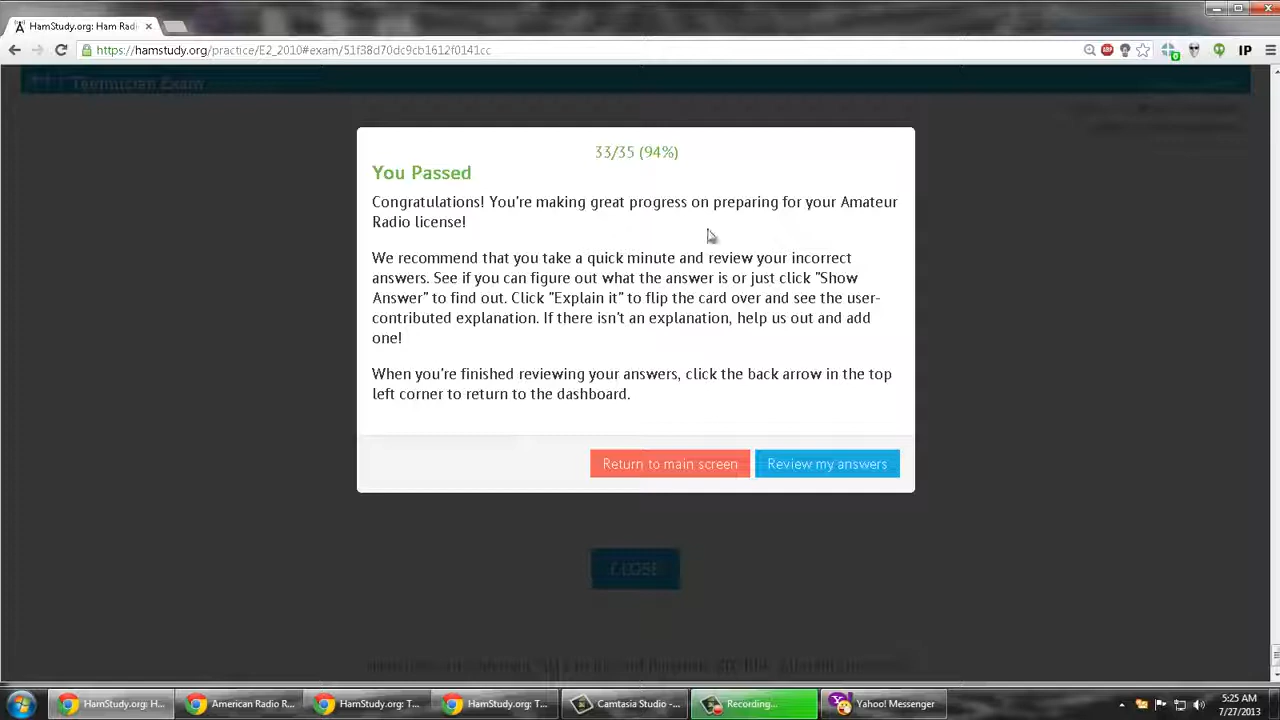 HamStudy.org: Ham Radi
https://hamstudy.org/practice/E2_2010#exam/51f38d70dc9cb1612f0141cc
ABP
0
IP
Technician Exam
33/35 (94%)
You Passed
Congratulations! You're making great progress on preparing for your Amateur
Radio license!
We recommend that you take a quick minute and review your incorrect
answers. See if you can figure out what the answer is or just click "Show
Answer" to find out. Click "Explain it" to flip the card over and see the user-
contributed explanation. If there isn't an explanation, help us out and add
one!
When you're finished reviewing your answers, click the back arrow in the top
left corner to return to the dashboard.
Return to main screen
Review my answers
CLOSE
HamStudy.org: H...
American Radio R...
HamStudy.org: T...
HamStudy.org: T...
Camtasia Studio -...
Recording...
Yahoo! Messenger
5:25 AM
7/27/2013